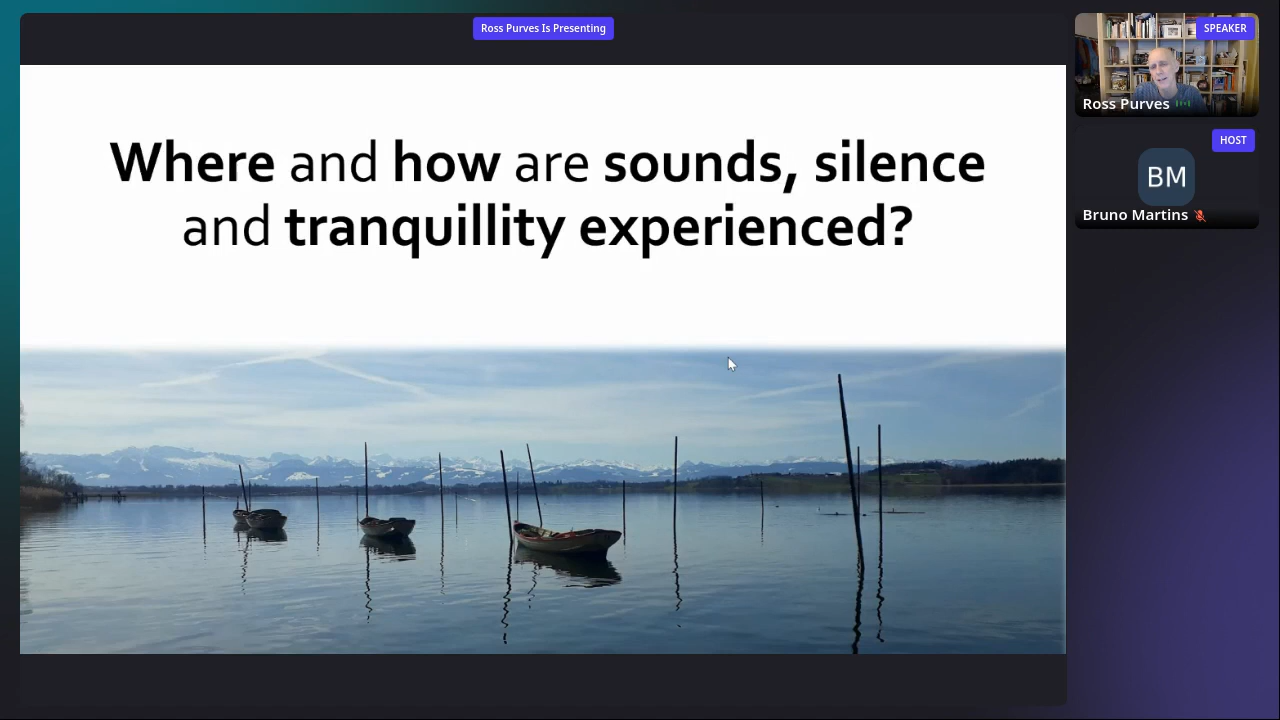 Ross Purves Is Presenting
Where and how are sounds, silence
and tranquillity experienced?
SPEAKER
Ross Purves
HOST
BM
Bruno Martins